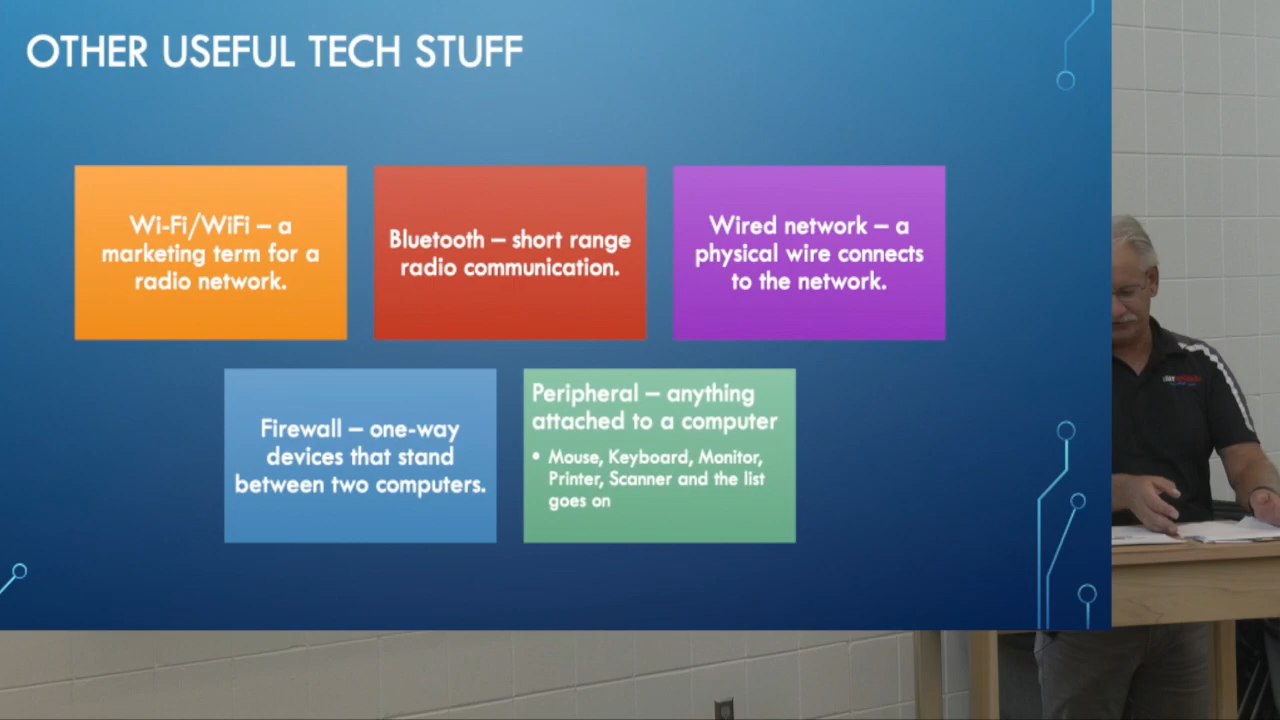 OTHER USEFUL TECH STUFF
Wi-Fi/WiFi – a
marketing term for a
radio network.
Bluetooth – short range
radio communication.
Wired network – a
physical wire connects
to the network.
Firewall – one-way
devices that stand
between two computers.
Peripheral – anything
attached to a computer
• Mouse, Keyboard, Monitor,
Printer, Scanner and the list
goes on